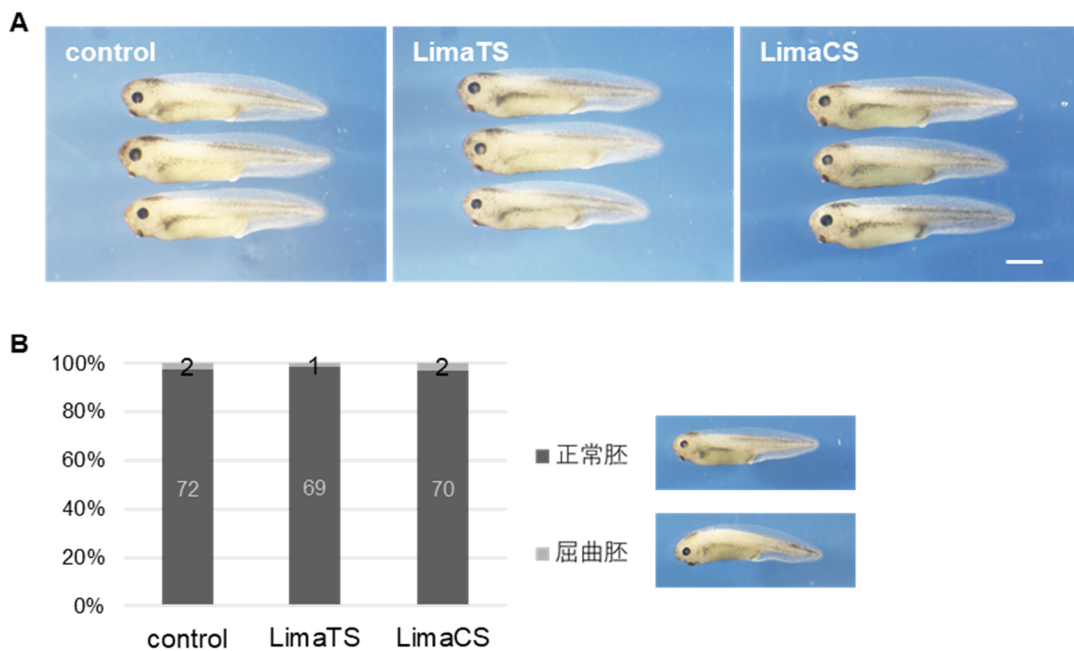 A
control
LimaTS
LimaCS
B
100%
80%
60%
40%
20%
0%
2
1
2
72
69
70
control
LimaTS
LimaCS
正常胚
屈曲胚